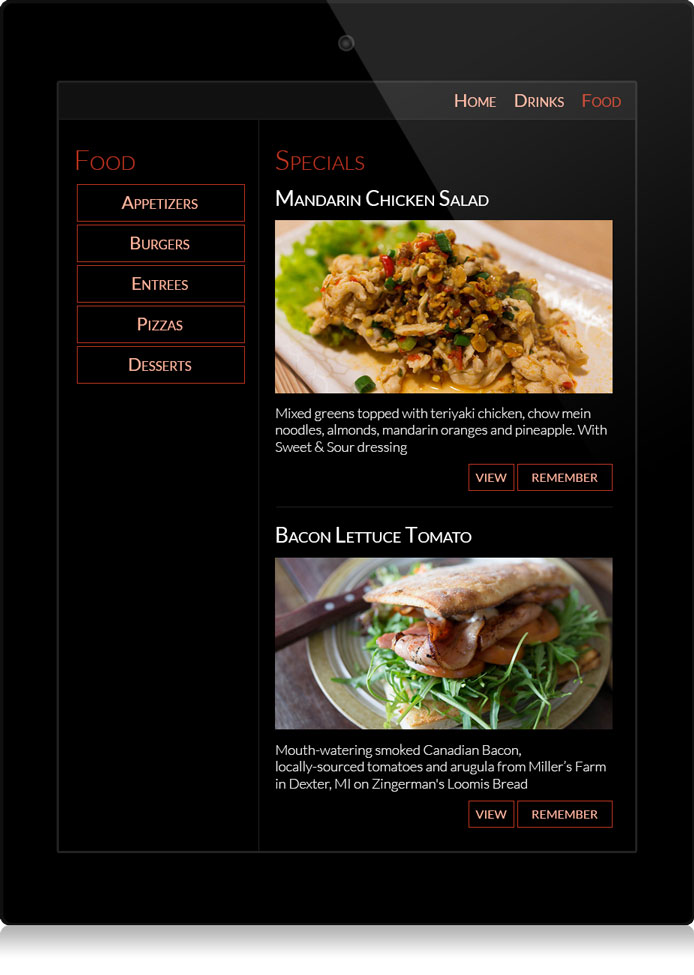 Home Drinks Food
Food
Appetizers
Burgers
Entrees
Pizzas
Desserts
Specials
Mandarin Chicken Salad
Mixed greens topped with teriyaki chicken, chow mein
noodles, almonds, mandarin oranges and pineapple. With
Sweet & Sour dressing
VIEW REMEMBER
Bacon Lettuce Tomato
Mouth-watering smoked Canadian Bacon,
locally-sourced tomatoes and arugula from Miller’s Farm
in Dexter, MI on Zingerman's Loomis Bread
VIEW REMEMBER